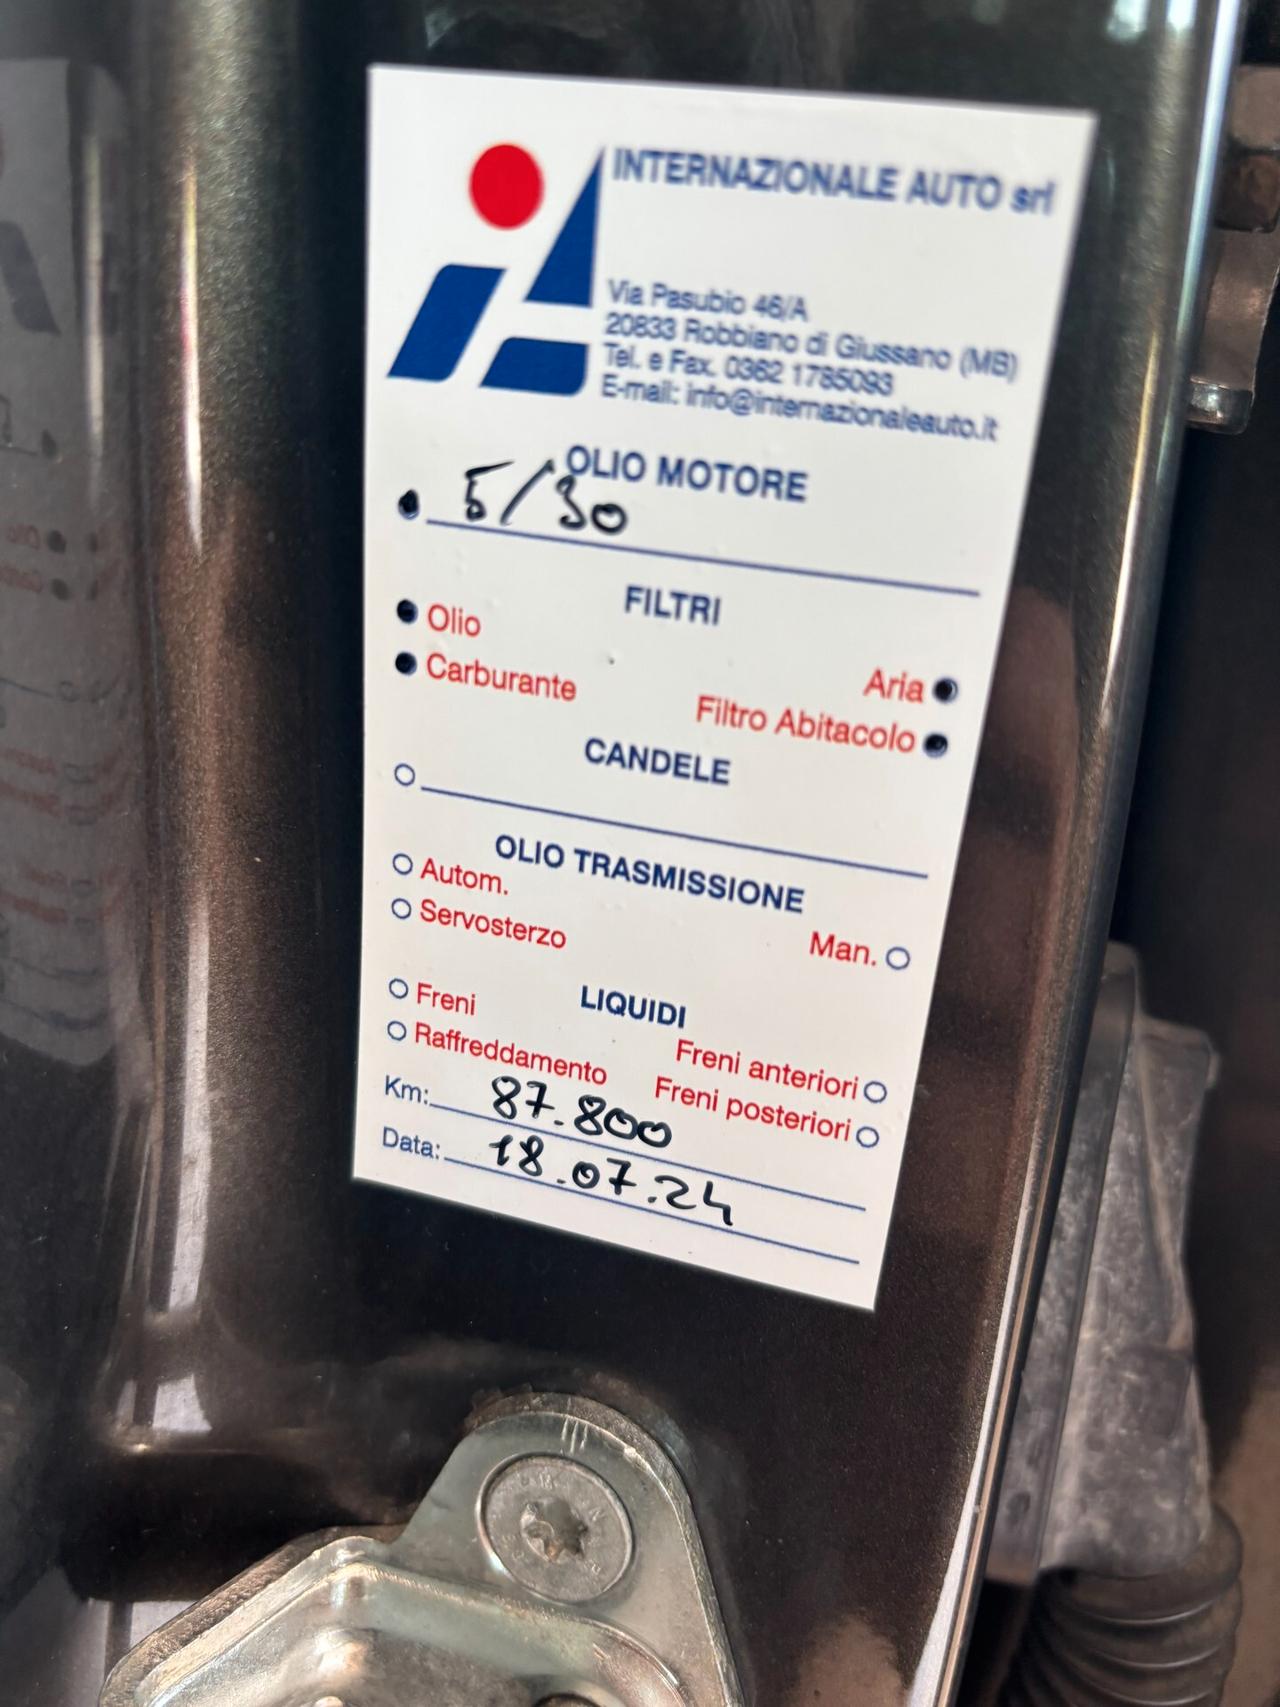 INTERNAZIONALE AUTO srl
Via Pasubio 46/A
20833 Robbiano di Giussano (MB)
Tel. e Fax. 0362 1785093
E-mail: info@internazionaleauto.it
OLIO MOTORE
5/30
FILTRI
Olio
Aria
Carburante
Filtro Abitacolo
CANDELE
OLIO TRASMISSIONE
Autom.
Man.
Servosterzo
LIQUIDI
Freni
Freni anteriori
Raffreddamento
Freni posteriori
Km: 87.800
Data: 18.07.24